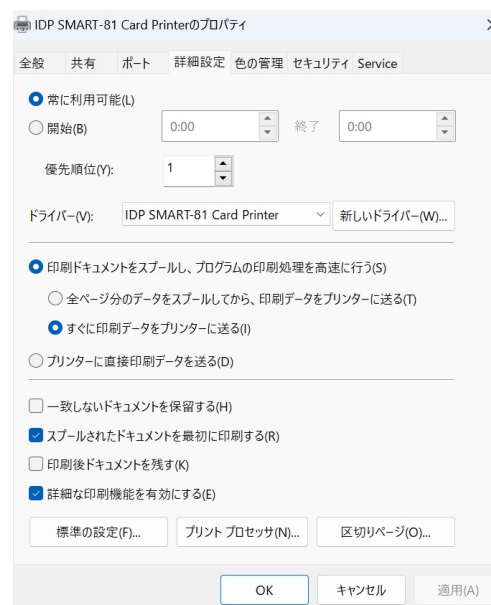 IDP SMART-81 Card Printerのプロパティ
全般 共有 ポート 詳細設定 色の管理 セキュリティ Service
常に利用可能(L)
開始(B) 0:00 終了 0:00
優先順位(Y): 1
ドライバー(V): IDP SMART-81 Card Printer 新しいドライバー(W)...
印刷ドキュメントをスプールし、プログラムの印刷処理を高速に行う(S)
全ページ分のデータをスプールしてから、印刷データをプリンターに送る(T)
すぐに印刷データをプリンターに送る(I)
プリンターに直接印刷データを送る(D)
一致しないドキュメントを保留する(H)
スプールされたドキュメントを最初に印刷する(R)
印刷後ドキュメントを残す(K)
詳細な印刷機能を有効にする(E)
標準の設定(F)... プリント プロセッサ(N)... 区切りページ(O)...
OK キャンセル 適用(A)